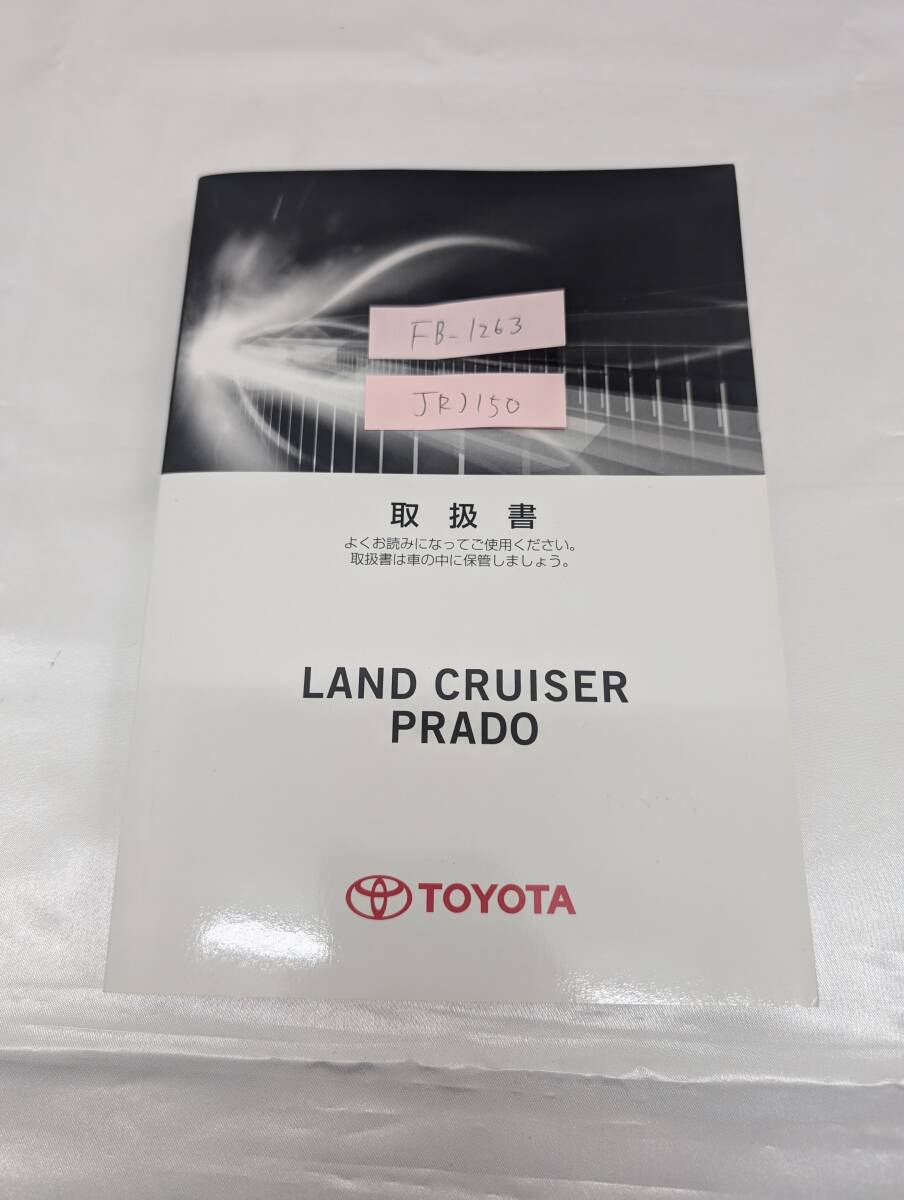 FB-1263
JRJ150
取扱書
よくお読みになってご使用ください。
取扱書は車の中に保管しましょう。
LAND CRUISER
PRADO
TOYOTA